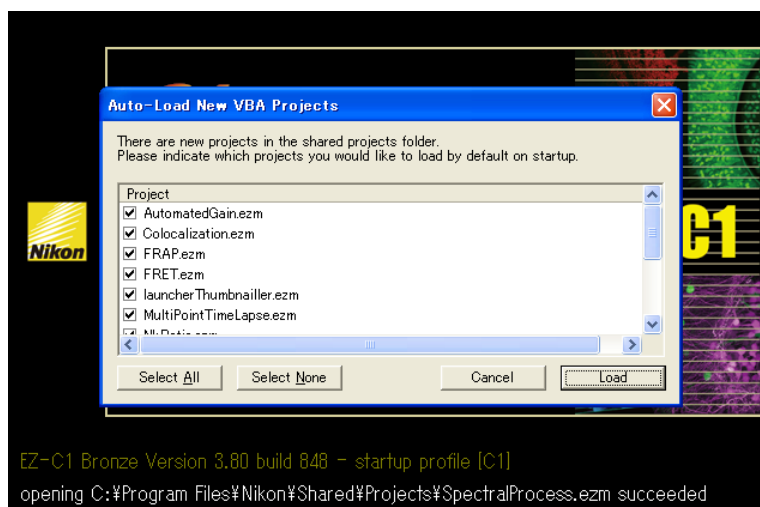 Auto-Load New VBA Projects
There are new projects in the shared projects folder.
Please indicate which projects you would like to load by default on startup.
Project
AutomatedGain.ezm
Colocalization.ezm
FRAP.ezm
FRET.ezm
launcherThumbnailler.ezm
MultiPointTimeLapse.ezm
Nikon
C1
Select All Select None Cancel Load
EZ-C1 Bronze Version 3.80 build 848 - startup profile [C1]
opening C:¥Program Files¥Nikon¥Shared¥Projects¥SpectralProcess.ezm succeeded